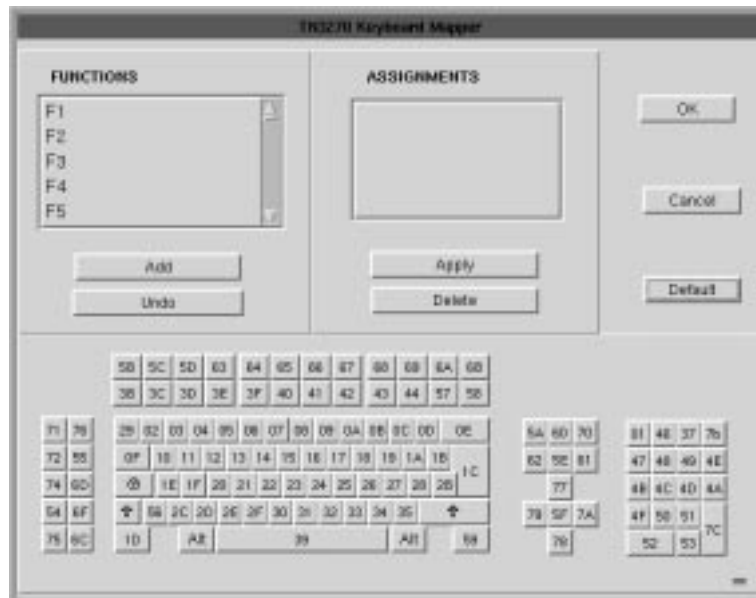 TN3270 Keyboard Mapper
FUNCTIONS
F1
F2
F3
F4
F5
Add
Undo
ASSIGNMENTS
Apply
Delete
OK
Cancel
Default
5B 5C 5D 63 64 65 66 67 68 69 6A 6B
3B 3C 3D 3E 3F 40 41 42 43 44 57 58
71 76 29 02 03 04 05 06 07 08 09 0A 0B 0C 0D 0E 5A 6D 70 01 46 37 7b
72 55 0F 10 11 12 13 14 15 16 17 18 19 1A 1B 1C 62 5E 61 47 48 49 4E
74 6D 1E 1F 20 21 22 23 24 25 26 27 28 2B 77 4B 4C 4D 4A
54 6F 56 2C 2D 2E 2F 30 31 32 33 34 35 79 5F 7A 4F 50 51 7C
75 6C 1D Alt 39 Alt 59 78 52 53